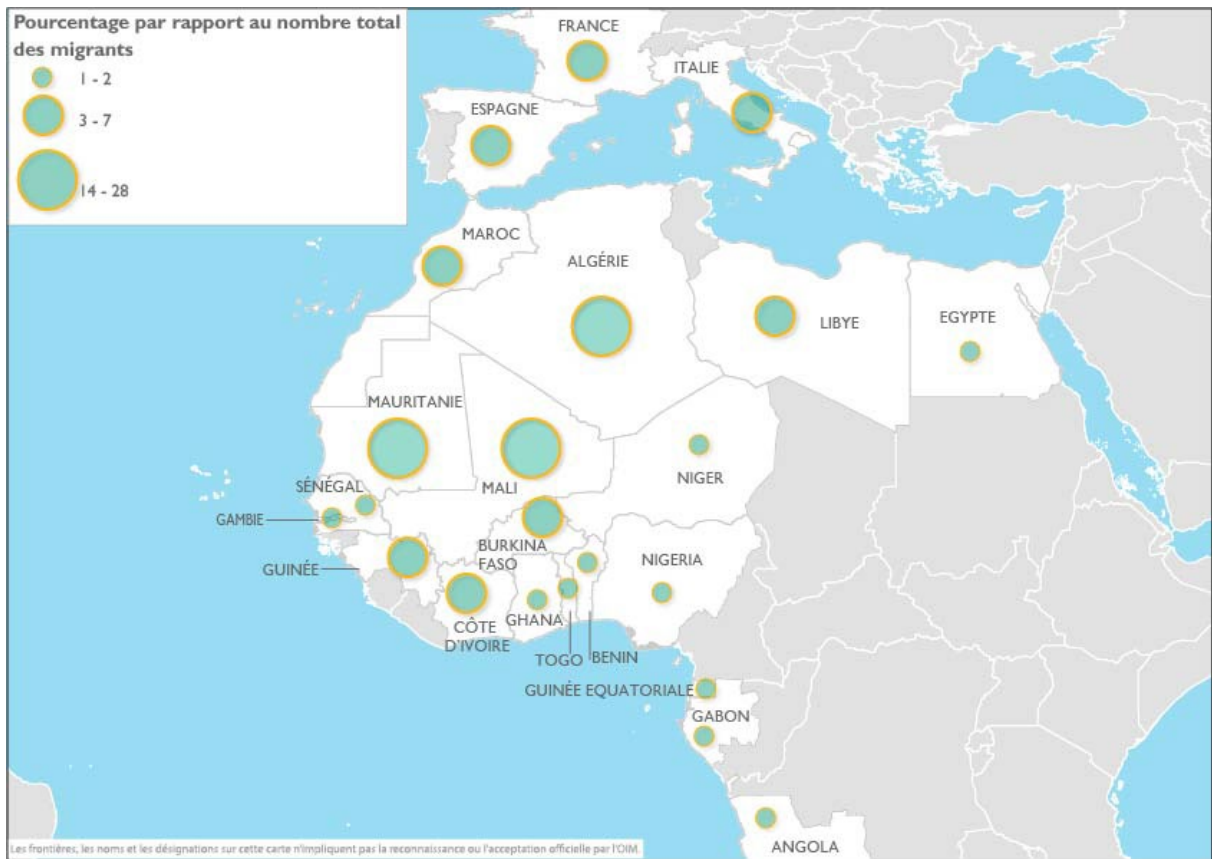 Pourcentage par rapport au nombre total
des migrants
1 - 2
3 - 7
14 - 28
FRANCE
ITALIE
ESPAGNE
MAROC
ALGÉRIE
LIBYE
EGYPTE
MAURITANIE
MALI
NIGER
SÉNÉGAL
GAMBIE
BURKINA
FASO
GUINÉE
NIGERIA
GHANA
CÔTE
D'IVOIRE
TOGO
BENIN
GUINÉE EQUATORIALE
GABON
ANGOLA
Les frontières, les noms et les désignations sur cette carte n'impliquent pas la reconnaissance ou l'acceptation officielle par l'OIM.